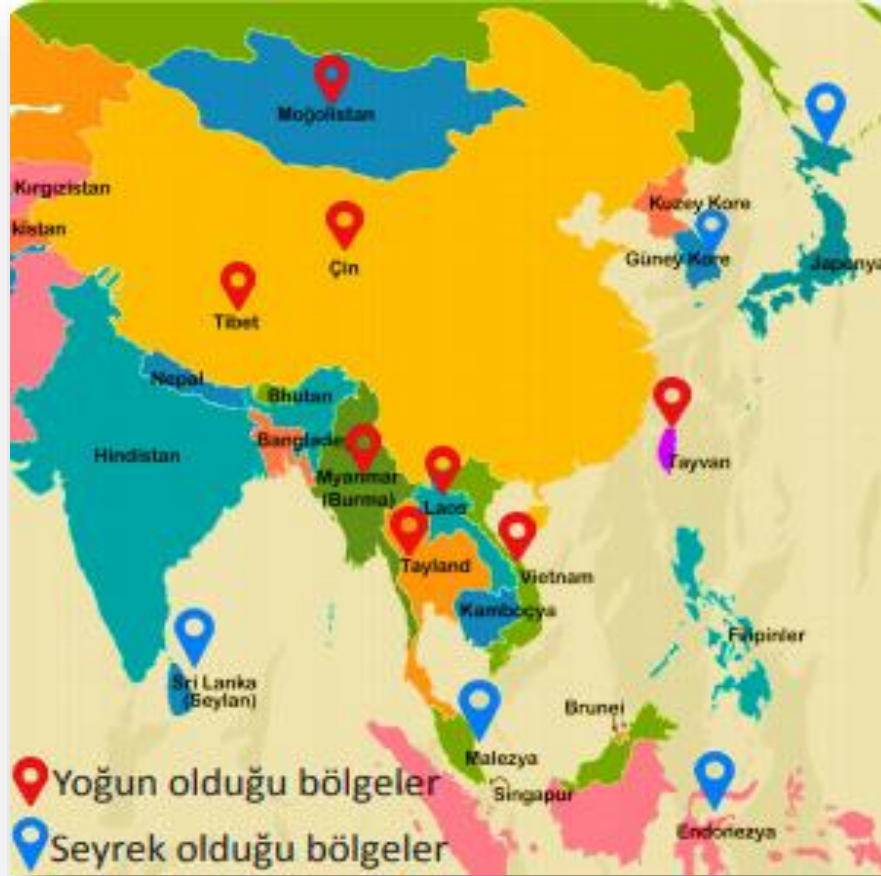 Moğolistan
Kırgızistan
kistan
Kuzey Kore
Güney Kore
Japonya
Çin
Tibet
Nepal
Bhutan
Banglade
Hindistan
Myanmar
(Burma)
Laos
Tayvan
Tayland
Vietnam
Kamboçya
Filipinler
Sri Lanka
(Seylan)
Brunei
Malezya
Singapur
Endonezya
Yoğun olduğu bölgeler
Seyrek olduğu bölgeler